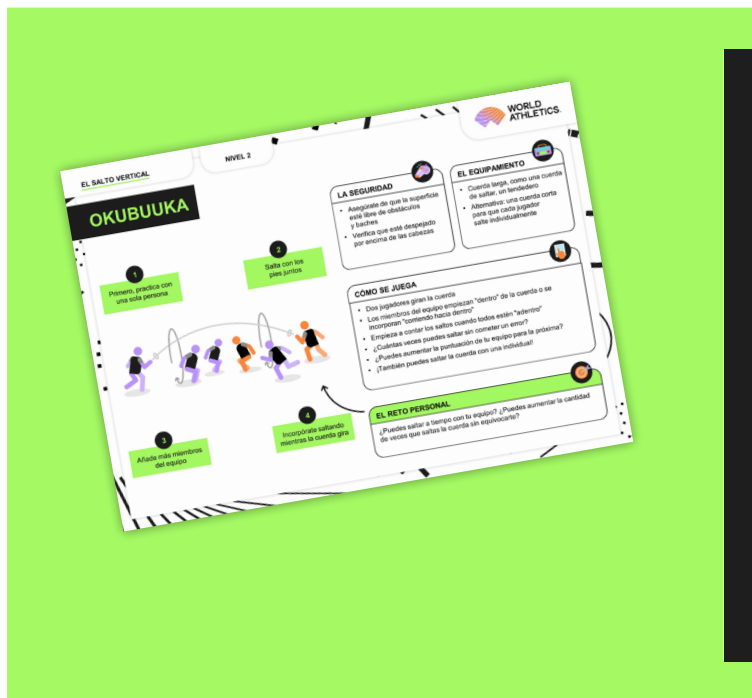 EL SALTO VERTICAL
NIVEL 2
WORLD
ATHLETICS.
OKUBUUKA
1
Primero, practica con
una sola persona
2
Salta con los
pies juntos
3
Añade más miembros
del equipo
4
Incorpórate saltando
mientras la cuerda gira
LA SEGURIDAD
• Asegúrate de que la superficie
esté libre de obstáculos
y baches
• Verifica que esté despejado
por encima de las cabezas
EL EQUIPAMIENTO
• Cuerda larga, como una cuerda
de saltar, un tendedero
• Alternativa: una cuerda corta
para que cada jugador
salte individualmente
CÓMO SE JUEGA
• Dos jugadores giran la cuerda
• Los miembros del equipo empiezan "dentro" de la cuerda o se
incorporan "corriendo hacia dentro"
• Empieza a contar los saltos cuando todos estén "adentro"
• ¿Cuántas veces puedes saltar sin cometer un error?
• ¿Puedes aumentar la puntuación de tu equipo para la próxima?
• ¡También puedes saltar la cuerda con una individual!
EL RETO PERSONAL
¿Puedes saltar a tiempo con tu equipo? ¿Puedes aumentar la cantidad
de veces que saltas la cuerda sin equivocarte?